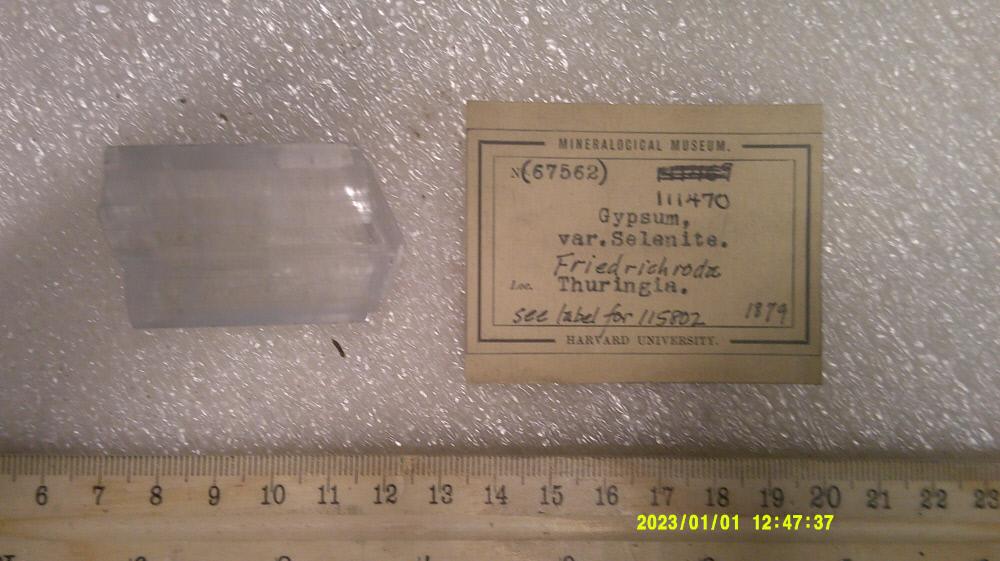 MINERALOGICAL MUSEUM.
N(67562)
111470
Gypsum,
var.Selenite.
Friedrichroda
Loc. Thuringia.
see label for 115802 1879
HARVARD UNIVERSITY.
6 7 8 9 10 11 12 13 14 15 16 17 18 19 20 21 22 23
2023/01/01 12:47:37